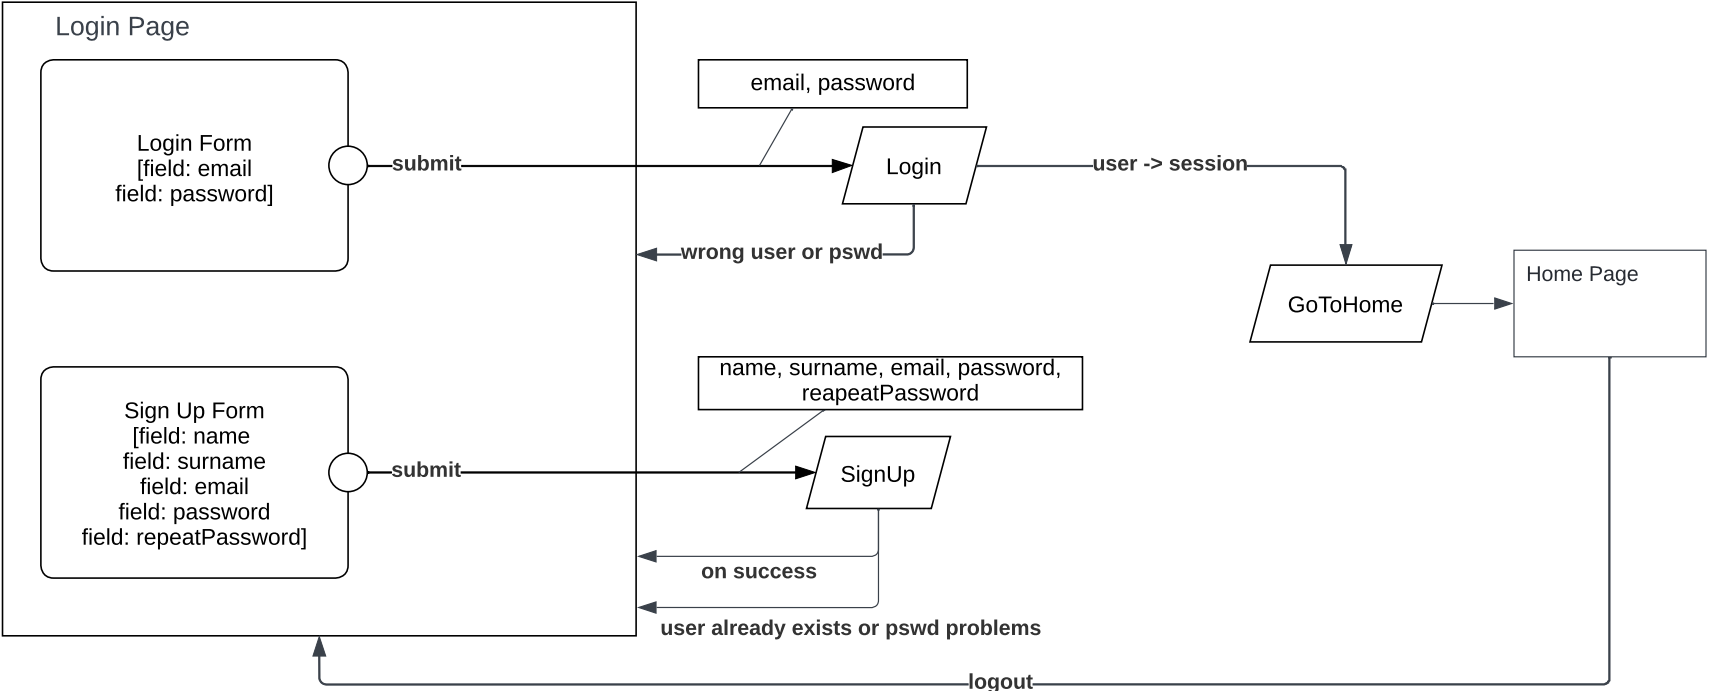 Login Page
Login Form
[field: email
field: password]
submit
email, password
Login
user -> session
wrong user or pswd
GoToHome
Home Page
Sign Up Form
[field: name
field: surname
field: email
field: password
field: repeatPassword]
submit
name, surname, email, password,
reapeatPassword
SignUp
on success
user already exists or pswd problems
logout